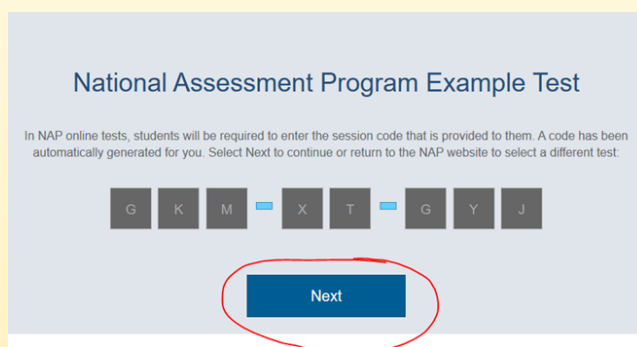 National Assessment Program Example Test
In NAP online tests, students will be required to enter the session code that is provided to them. A code has been
automatically generated for you. Select Next to continue or return to the NAP website to select a different test:
G K M - X T - G Y J
Next